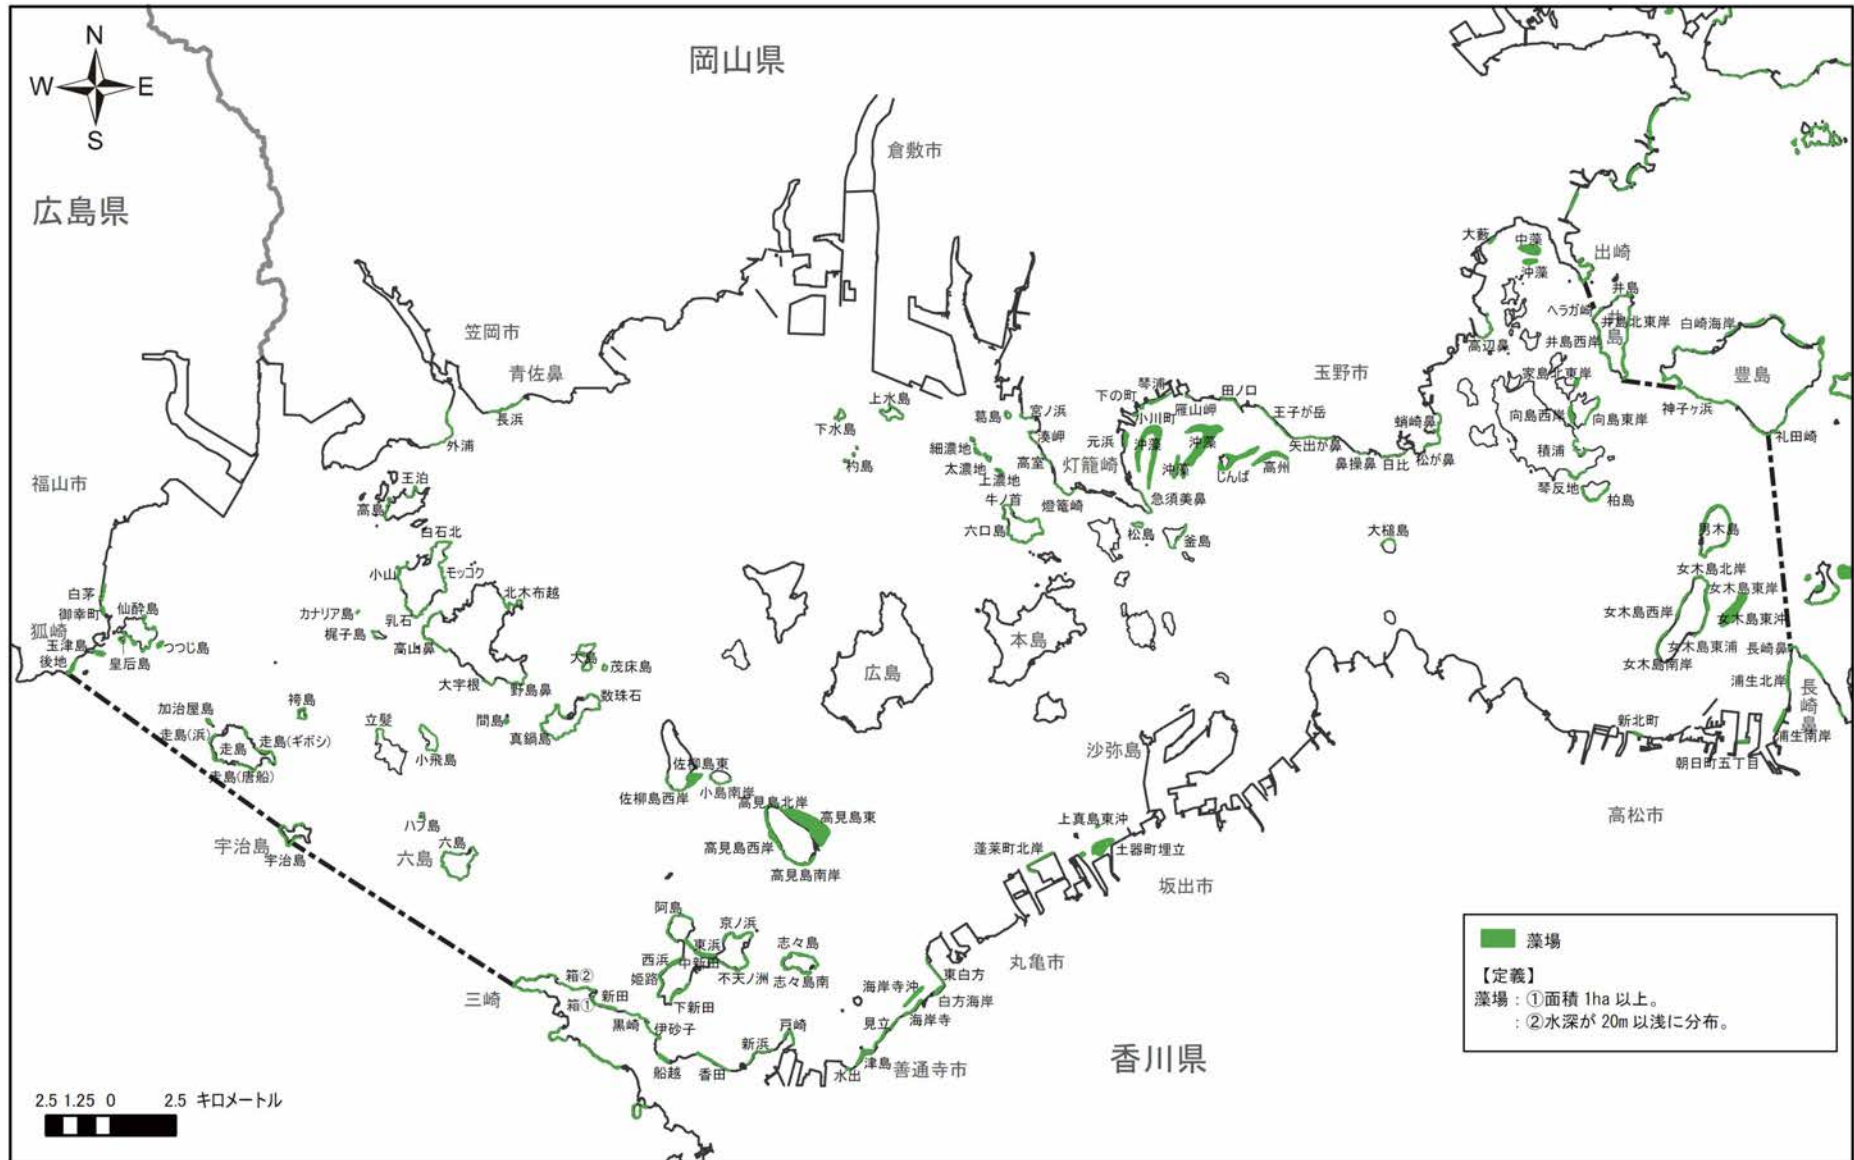 N
W
E
S
岡山県
広島県
倉敷市
笠岡市
青佐鼻
長浜
外浦
福山市
王泊
高島
白石北
小山
モッコク
北木布越
カナリア島
梶子島
乳石
高山鼻
大宇根
野島鼻
白茅
御幸町
仙酔島
狐崎
玉津島
皇后島
つつじ島
後地
袴島
加治屋島
走島(浜)
走島
走島(ギボシ)
走島(唐船)
立髪
小飛島
間島
真鍋島
大島
茂床島
数珠石
宇治島
宇治島
ハブ島
六島
六島
佐柳島東
佐柳島西岸
小島南岸
広島
本島
高見島北岸
高見島東
高見島西岸
高見島南岸
上水島
下水島
杓島
葛島
宮ノ浜
湊岬
細濃地
太濃地
上濃地
高室
灯籠崎
牛ノ首
燈篭崎
六口島
元浜
下の町
琴浦
小川町
雁山岬
田ノ口
王子が岳
沖藻
沖藻
沖藻
じんば
高州
急須美鼻
松島
釜島
矢出が鼻
鼻操鼻
日比
松が鼻
蛸崎鼻
玉野市
大槌島
大藪
中藻
沖藻
出崎
高辺鼻
ヘラガ崎
井島
井島
井島北東岸
井島西岸
白崎海岸
豊島
家島北東岸
向島西岸
向島東岸
神子ヶ浜
礼田崎
積浦
琴反地
柏島
男木島
女木島北岸
女木島東岸
女木島西岸
女木島東沖
女木島東浦
女木島南岸
長崎鼻
長崎鼻
浦生北岸
浦生南岸
新北町
朝日町五丁目
高松市
沙弥島
上真島東沖
蓬莱町北岸
土器町埋立
坂出市
丸亀市
阿島
京ノ浜
東浜
西浜
中新田
姫路
不天ノ洲
下新田
志々島
志々島南
三崎
箱②
箱①
新田
黒崎
伊砂子
船越
香田
新浜
戸崎
水出
津島
見立
海岸寺
海岸寺沖
白方海岸
東白方
善通寺市
香川県
藻場
【定義】
藻場：①面積 1ha 以上。
：②水深が 20m 以浅に分布。
2.5 1.25 0 2.5 キロメートル